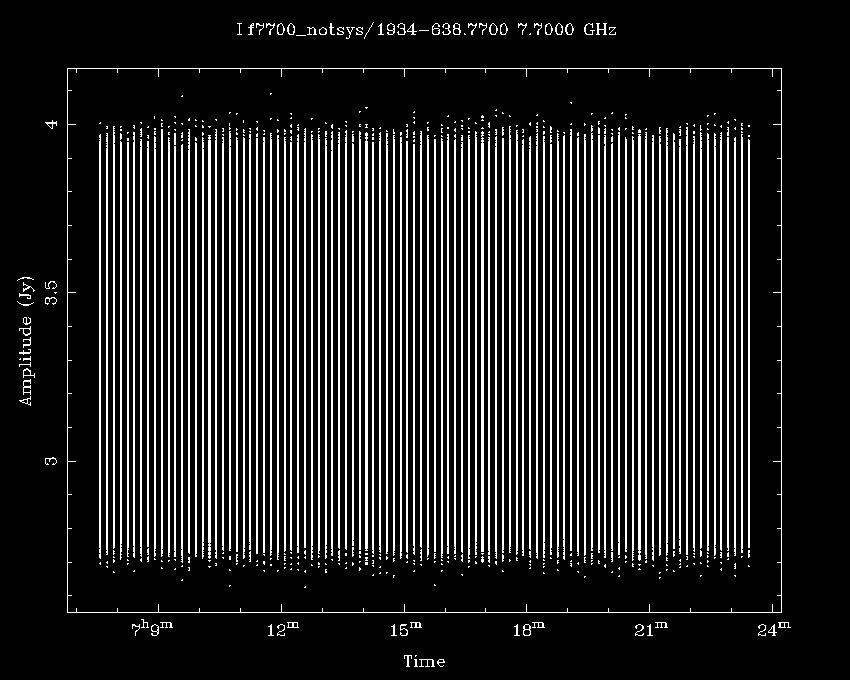 I f7700_notsys/1934−638.7700 7.7000 GHz
4
3.5
3
Amplitude (Jy)
7ʰ9ᵐ 12ᵐ 15ᵐ 18ᵐ 21ᵐ 24ᵐ
Time